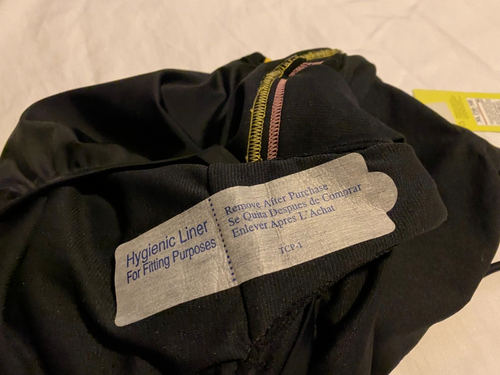 Hygienic Liner
For Fitting Purposes
Remove After Purchase
Se Quita Despues de Comprar
Enlever Apres L' Achat
TCP-1